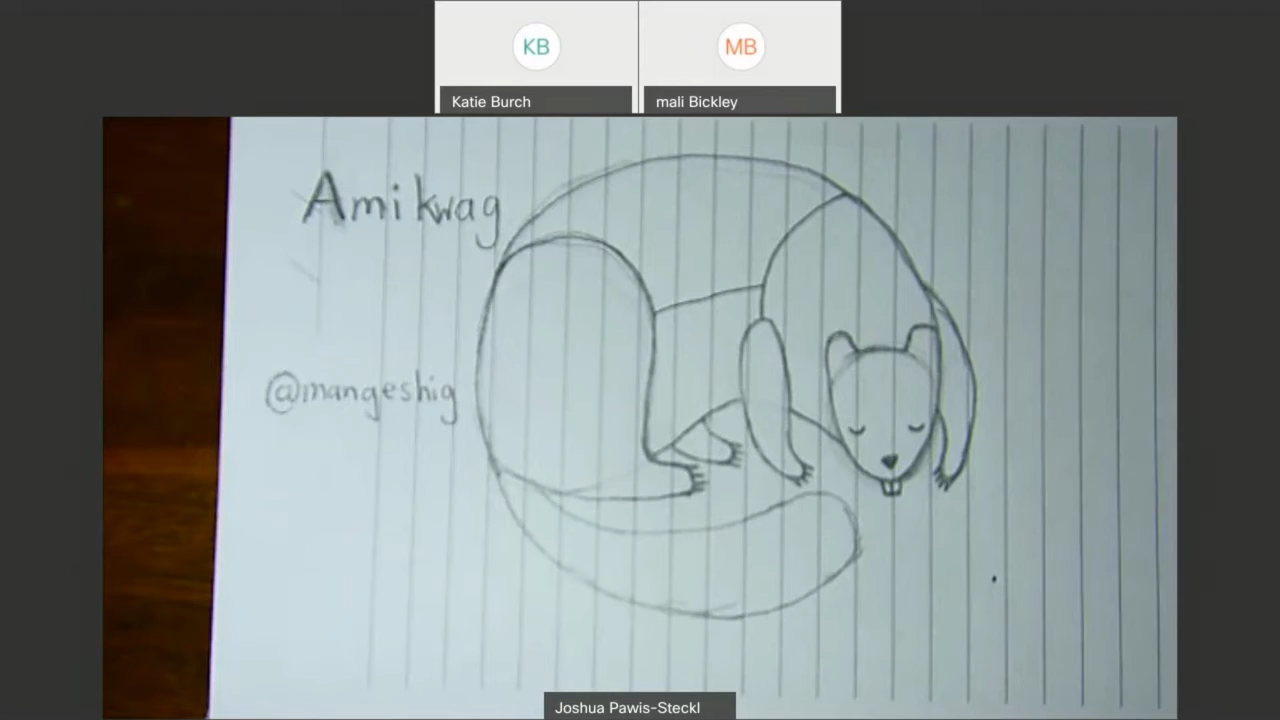 KB
MB
Katie Burch
mali Bickley
Amikwag
@mangeshig
Joshua Pawis-Steckl